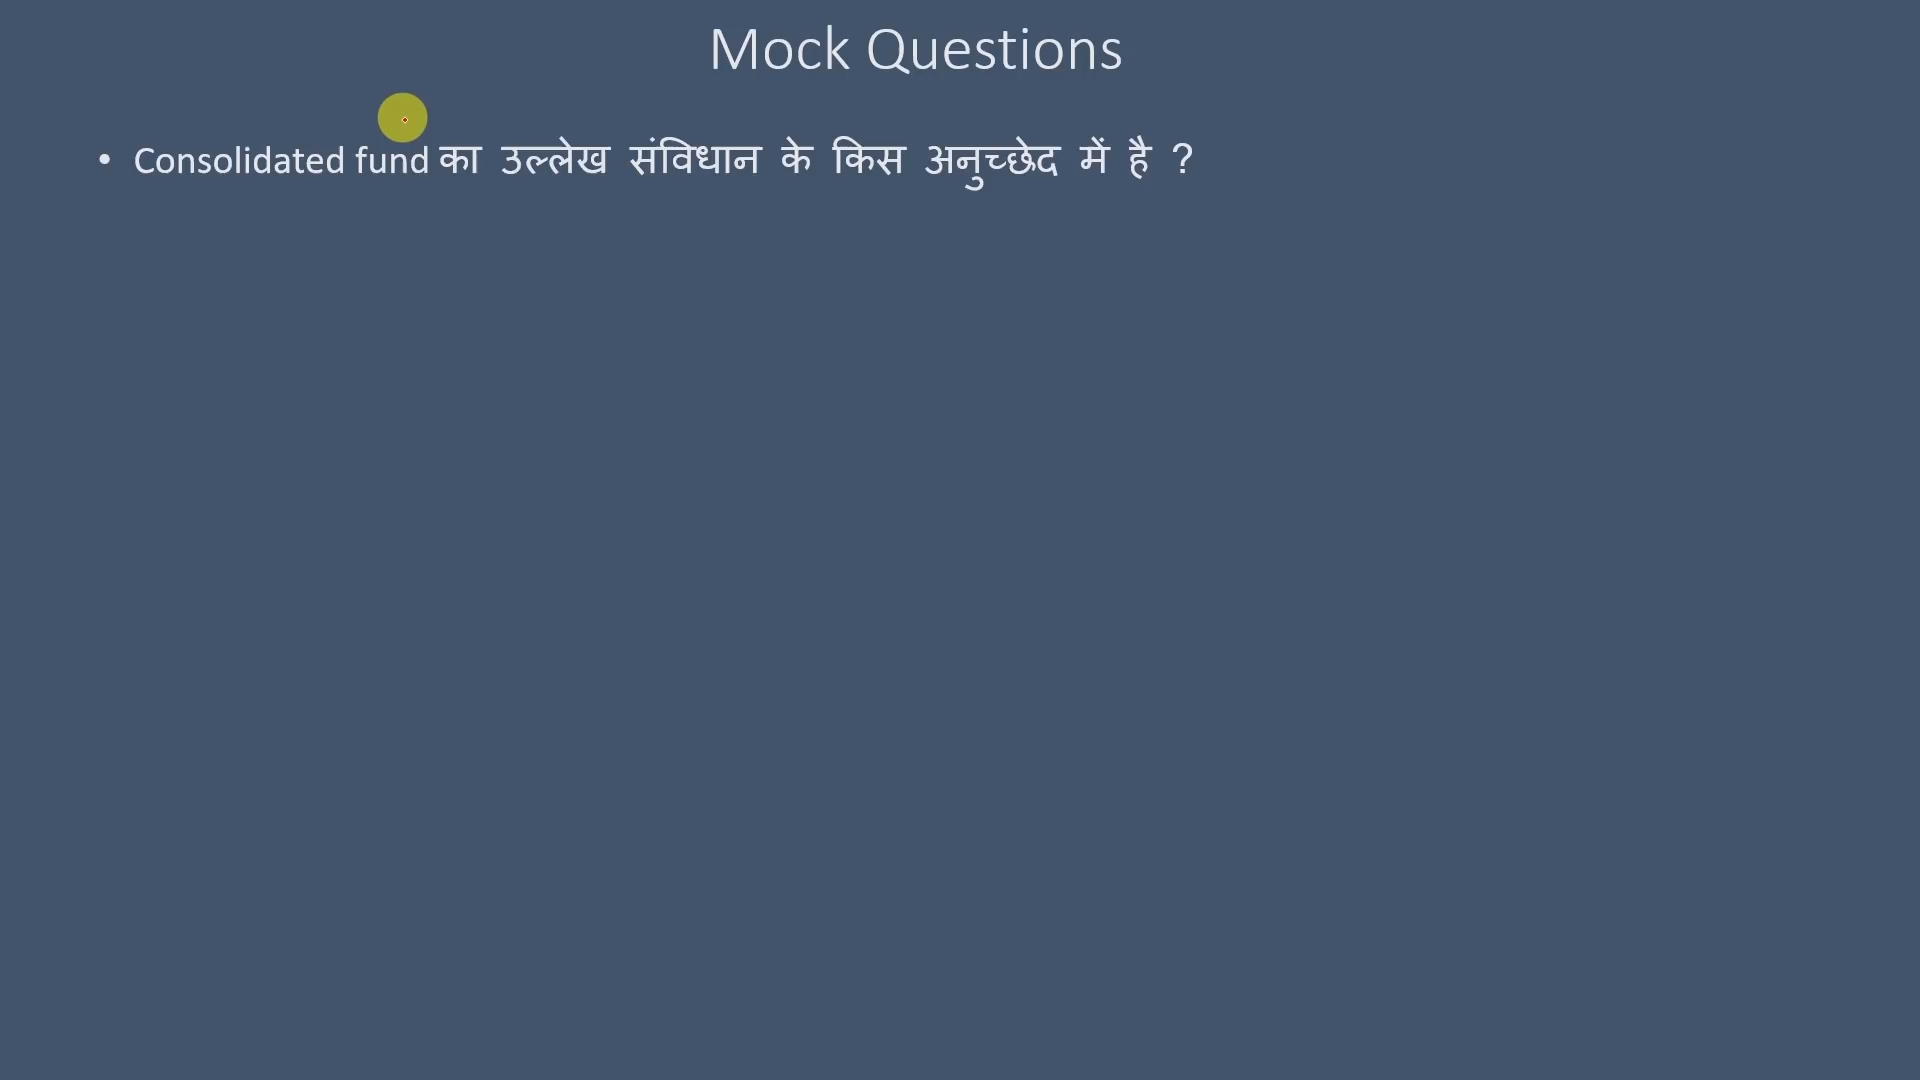 Mock Questions
• Consolidated fund का उल्लेख संविधान के किस अनुच्छेद में है ?